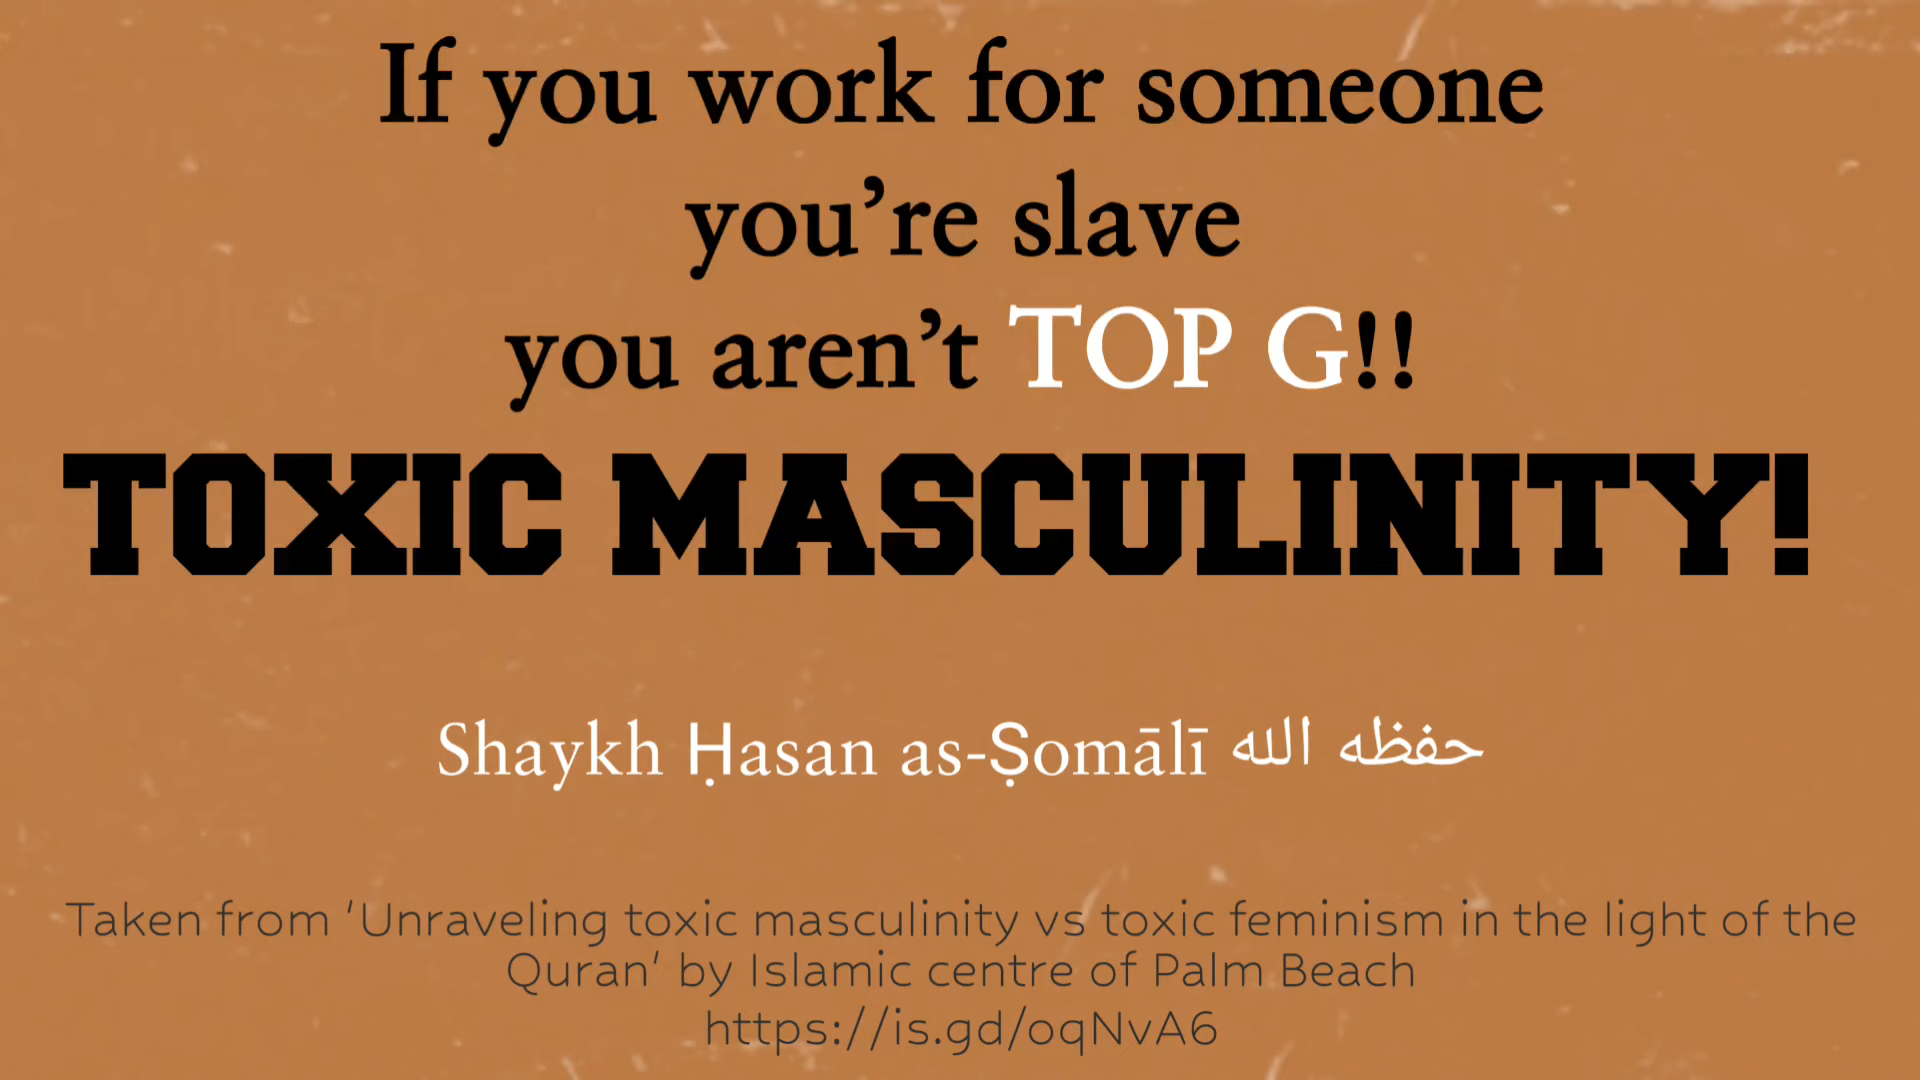 If you work for someone
you’re slave
you aren’t TOP G!!
TOXIC MASCULINITY!
Shaykh Ḥasan as-Ṣomālī حفظه الله
Taken from ‘Unraveling toxic masculinity vs toxic feminism in the light of the
Quran’ by Islamic centre of Palm Beach
https://is.gd/oqNvA6